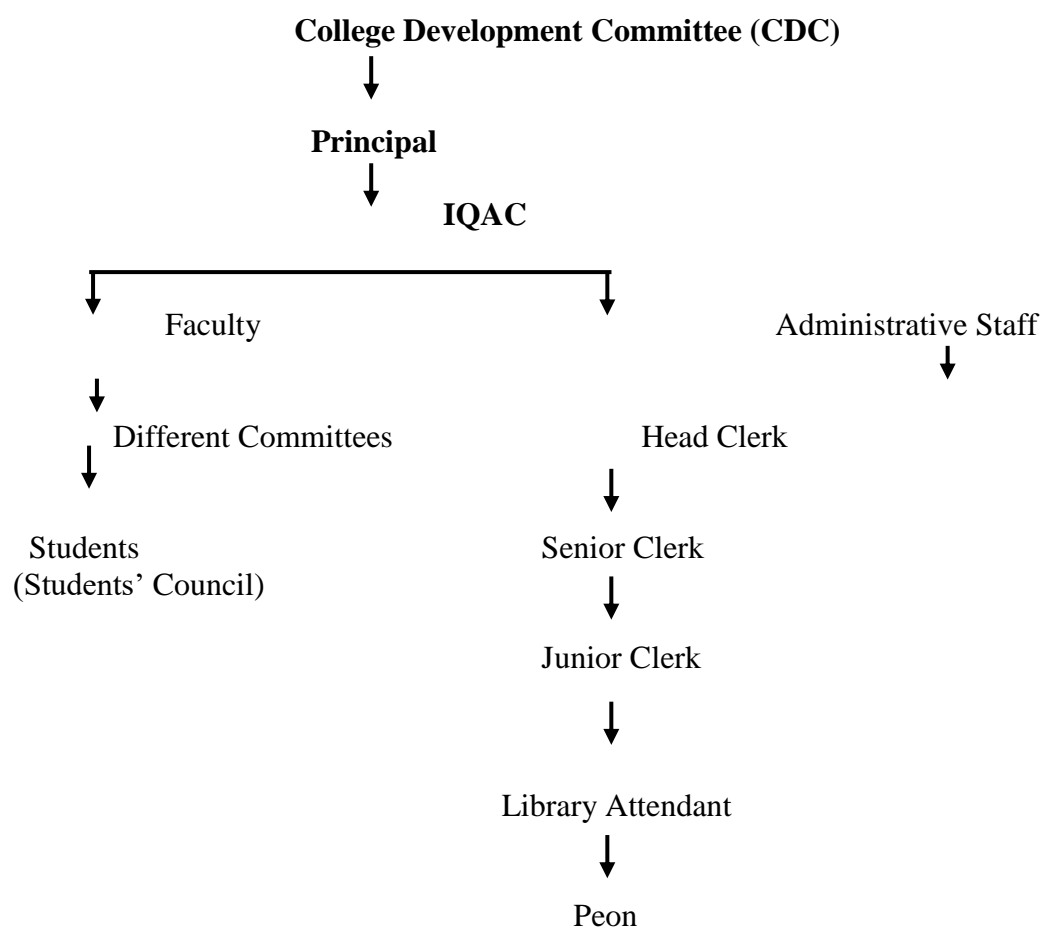 College Development Committee (CDC)
Principal
IQAC
Faculty
Administrative Staff
Different Committees
Head Clerk
Students
(Students’ Council)
Senior Clerk
Junior Clerk
Library Attendant
Peon